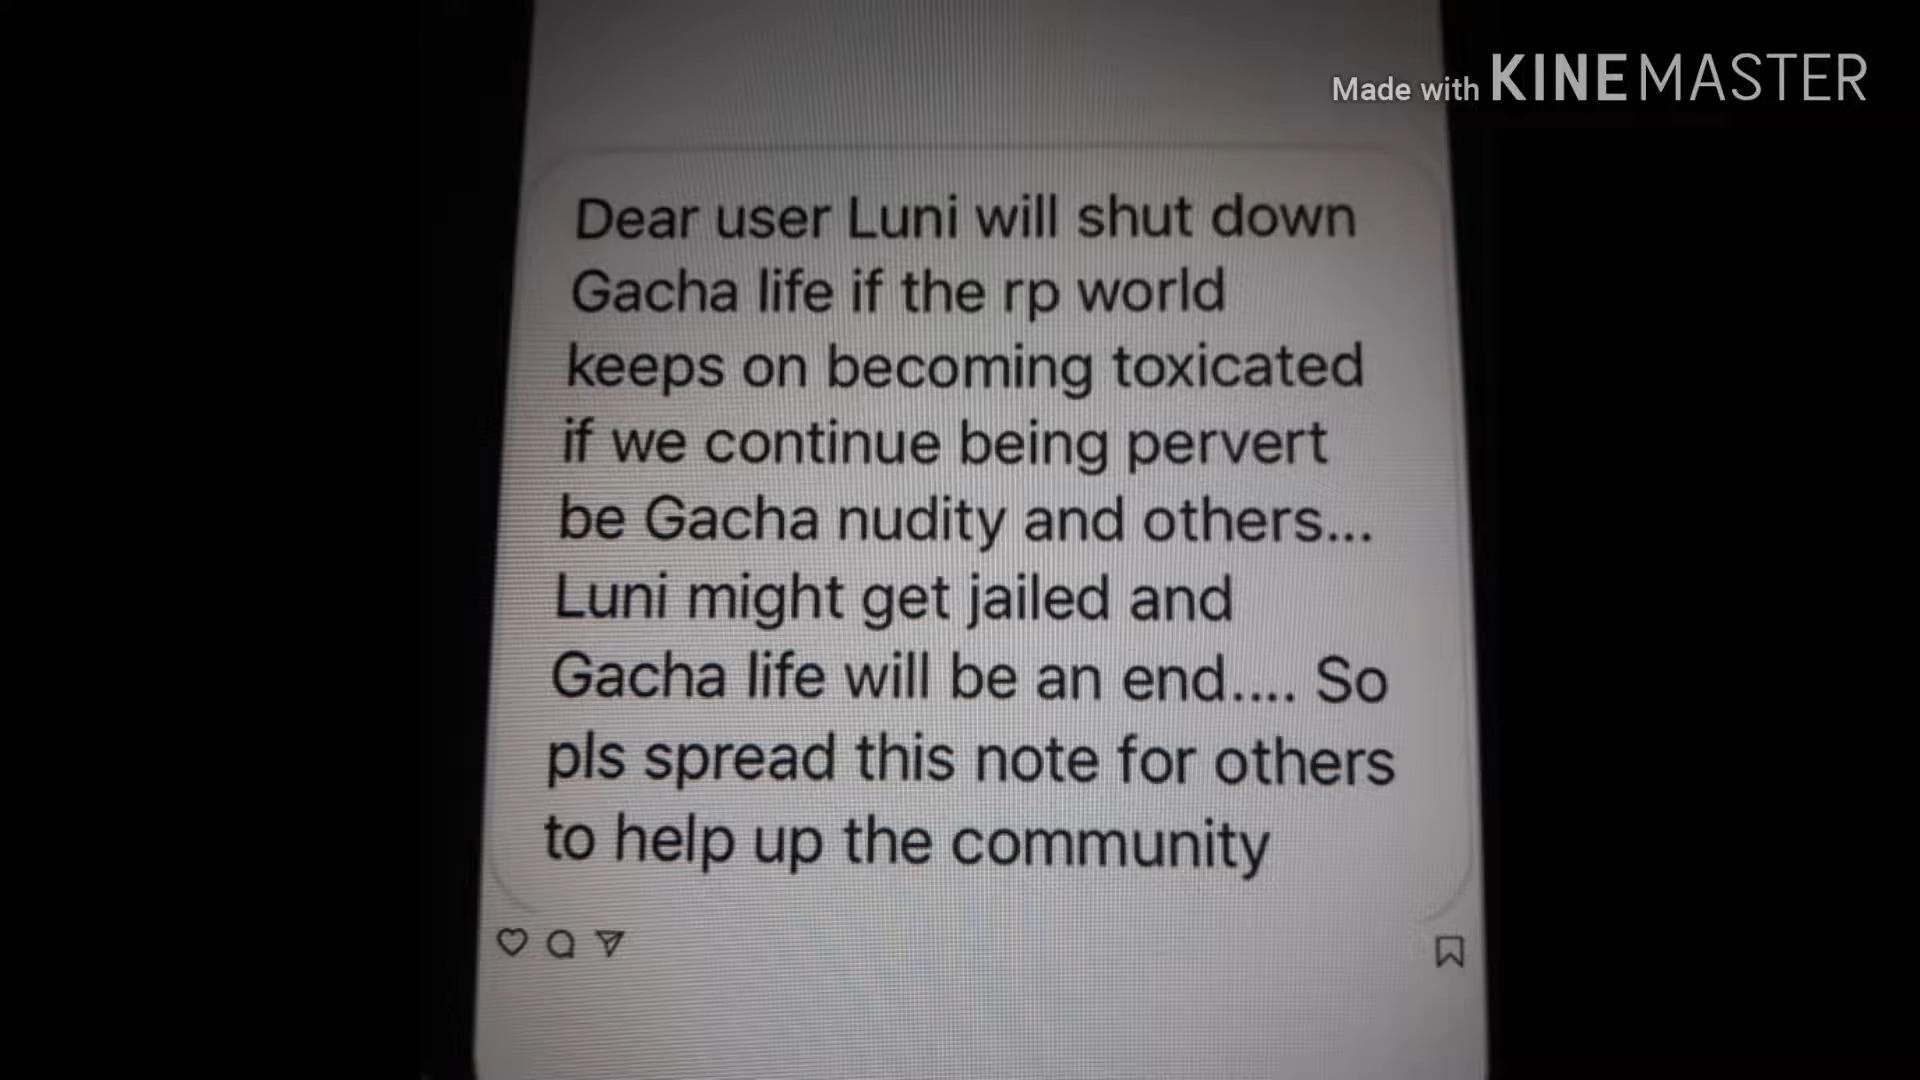 Made with KINEMASTER
Dear user Luni will shut down
Gacha life if the rp world
keeps on becoming toxicated
if we continue being pervert
be Gacha nudity and others...
Luni might get jailed and
Gacha life will be an end.... So
pls spread this note for others
to help up the community